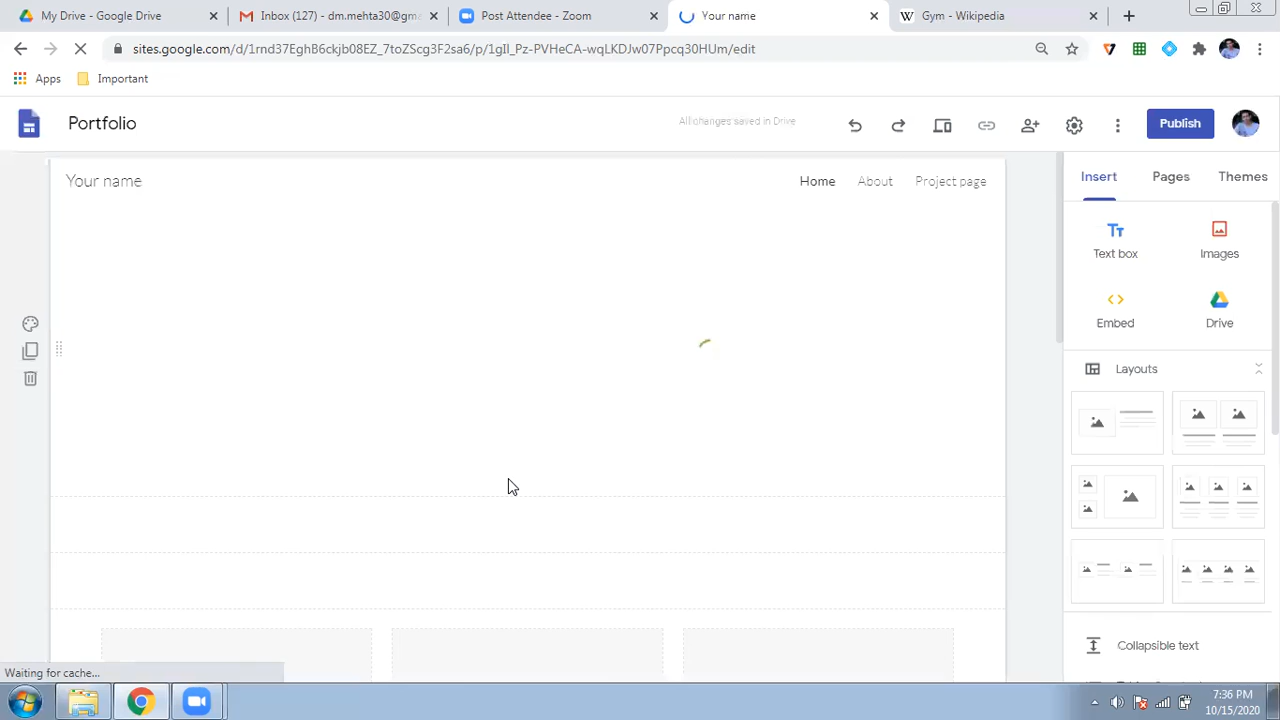 My Drive - Google Drive
Inbox (127) - dm.mehta30@gma
Post Attendee - Zoom
Your name
Gym - Wikipedia
sites.google.com/d/1rnd37EghB6ckjb08EZ_7toZScg3F2sa6/p/1gIl_Pz-PVHeCA-wqLKDJw07Ppcq30HUm/edit
Apps
Important
Portfolio
All changes saved in Drive
Publish
Your name
Home
About
Project page
Insert
Pages
Themes
Text box
Images
Embed
Drive
Layouts
Collapsible text
Waiting for cache...
7:36 PM
10/15/2020